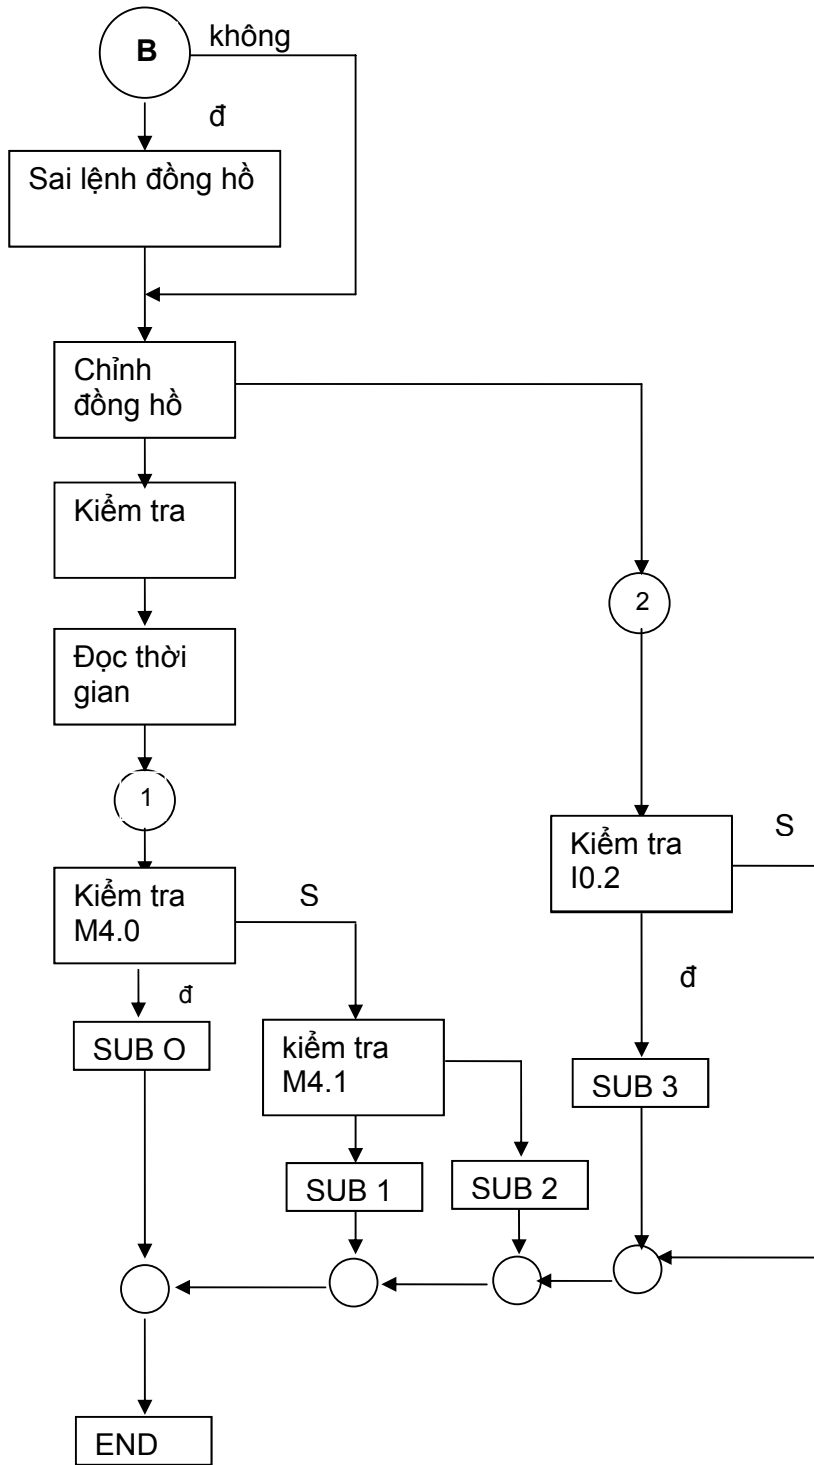 B
không
đ
Sai lệnh đồng hồ
Chỉnh
đồng hồ
Kiểm tra
2
Đọc thời
gian
1
Kiểm tra
I0.2
S
Kiểm tra
M4.0
S
đ
đ
SUB O
kiểm tra
M4.1
SUB 3
SUB 1
SUB 2
END